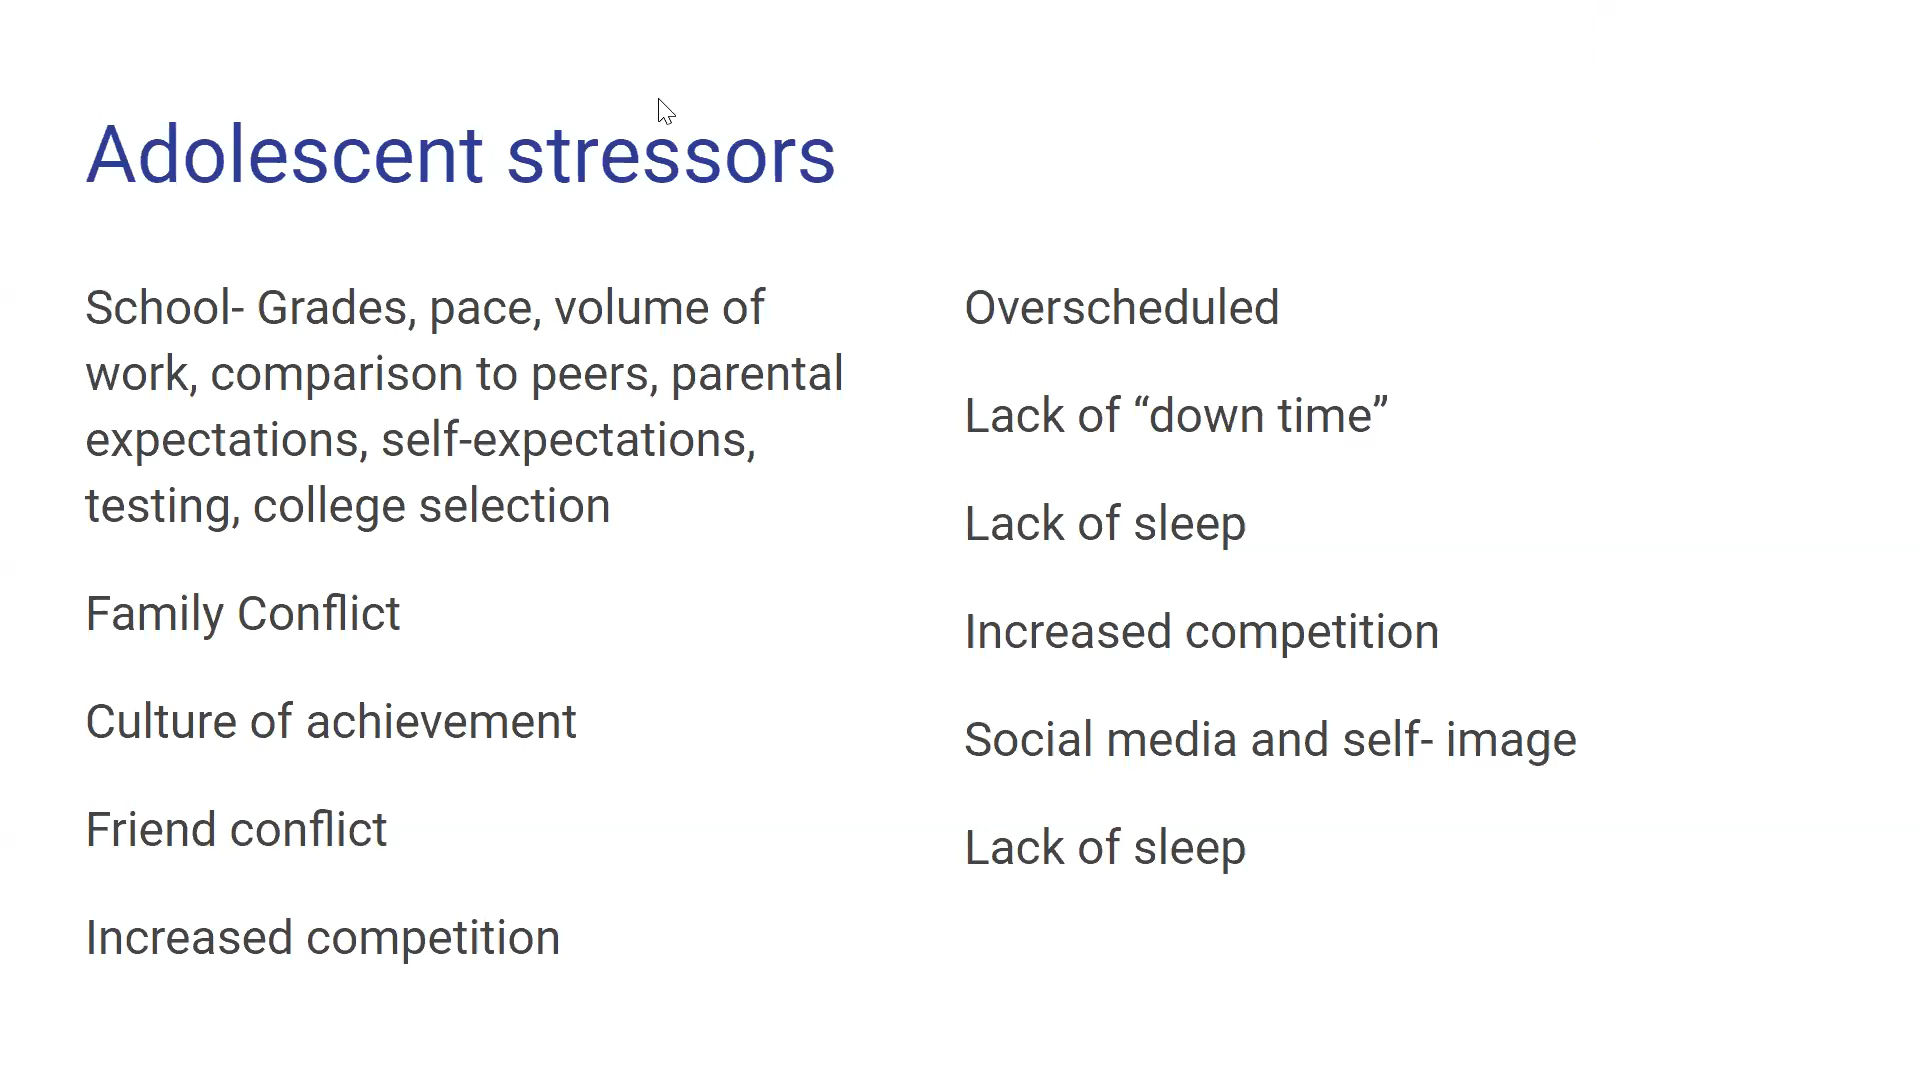 Adolescent stressors
School- Grades, pace, volume of
work, comparison to peers, parental
expectations, self-expectations,
testing, college selection
Family Conflict
Culture of achievement
Friend conflict
Increased competition
Overscheduled
Lack of “down time”
Lack of sleep
Increased competition
Social media and self- image
Lack of sleep